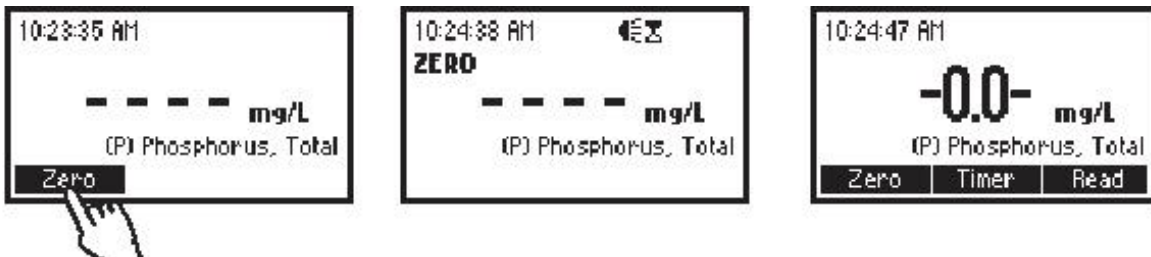 10:23:35 AM
- - - - mg/L
(P) Phosphorus, Total
Zero
10:24:38 AM
ZERO
- - - - mg/L
(P) Phosphorus, Total
10:24:47 AM
-0.0- mg/L
(P) Phosphorus, Total
Zero Timer Read